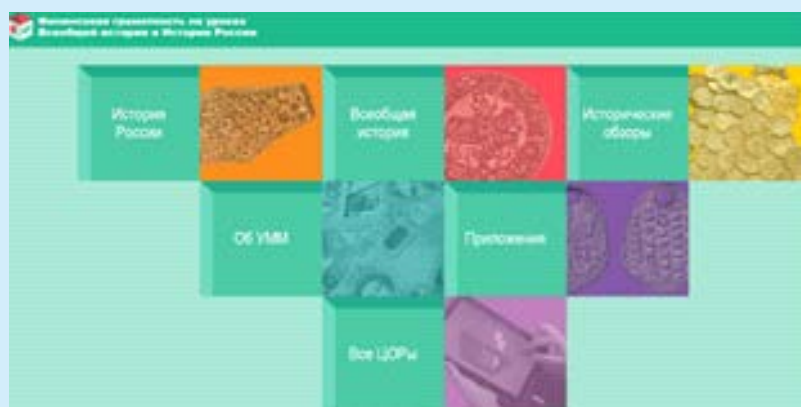 Финансовая грамотность на уроках
Всеобщей истории и Истории России
История
России
Всеобщая
история
Исторические
обзоры
Об УММ
Приложения
Все ЦОРы